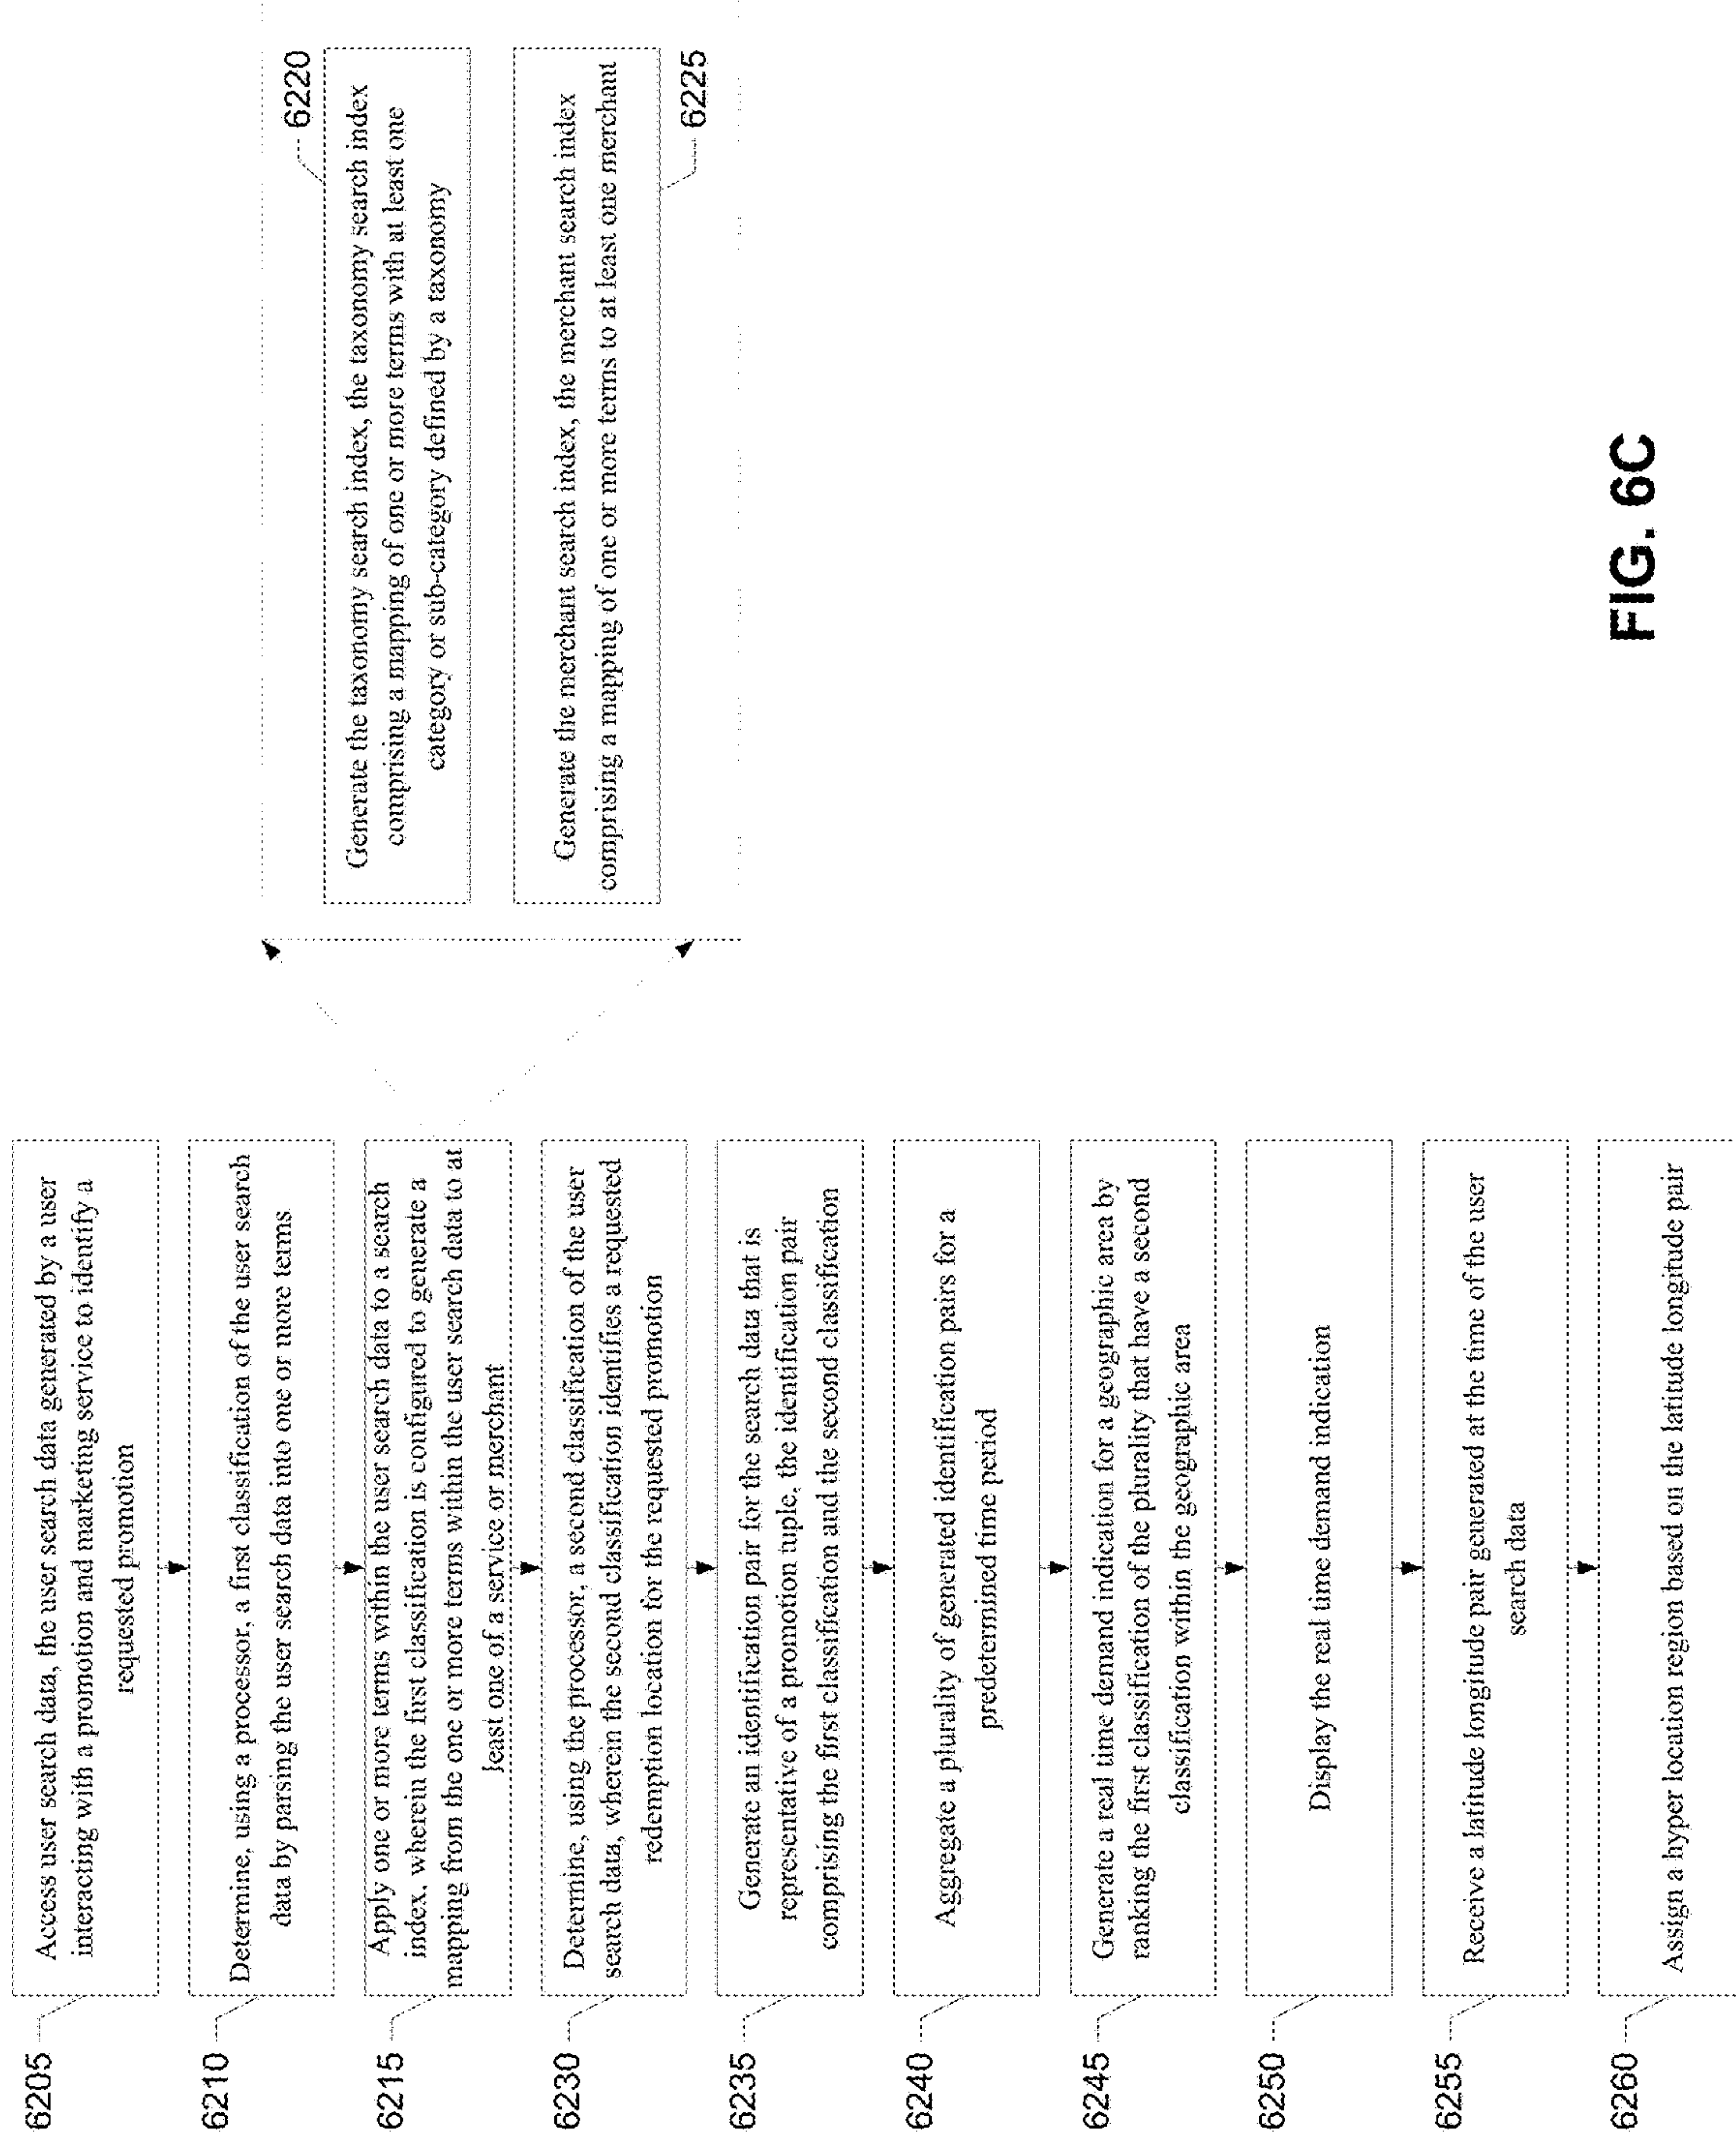 6205
Access user search data, the user search data generated by a user
interacting with a promotion and marketing service to identify a
requested promotion
6210
Determine, using a processor, a first classification of the user search
data by parsing the user search data into one or more terms
6215
Apply one or more terms within the user search data to a search
index, wherein the first classification is configured to generate a
mapping from the one or more terms within the user search data to at
least one of a service or merchant
6220
Generate the taxonomy search index, the taxonomy search index
comprising a mapping of one or more terms with at least one
category or sub-category defined by a taxonomy
Generate the merchant search index, the merchant search index
comprising a mapping of one or more terms to at least one merchant
6225
6230
Determine, using the processor, a second classification of the user
search data, wherein the second classification identifies a requested
redemption location for the requested promotion
6235
Generate an identification pair for the search data that is
representative of a promotion tuple, the identification pair
comprising the first classification and the second classification
6240
Aggregate a plurality of generated identification pairs for a
predetermined time period
6245
Generate a real time demand indication for a geographic area by
ranking the first classification of the plurality that have a second
classification within the geographic area
6250
Display the real time demand indication
6255
Receive a latitude longitude pair generated at the time of the user
search data
6260
Assign a hyper location region based on the latitude longitude pair
FIG. 6C